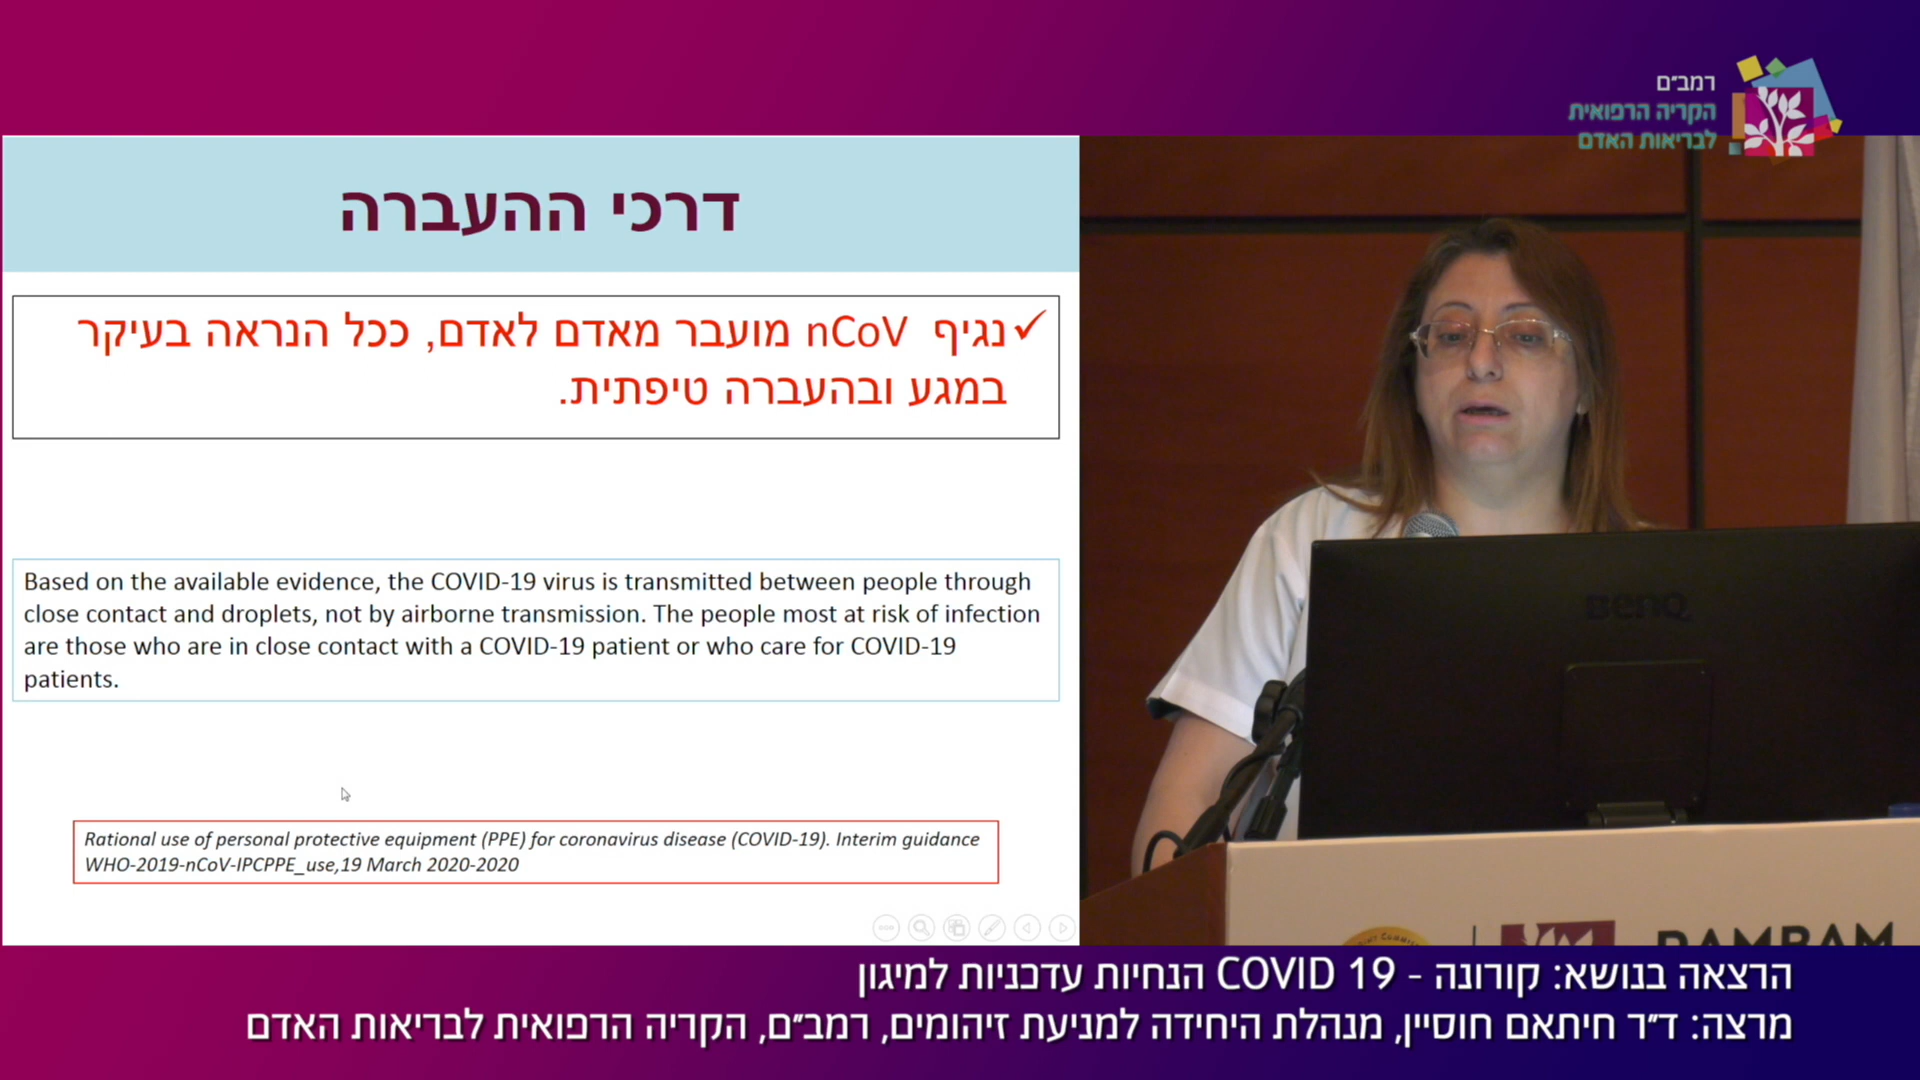 רמב״ם
הקריה הרפואית
לבריאות האדם
דרכי ההעברה
✓נגיף nCoV מועבר מאדם לאדם, ככל הנראה בעיקר
במגע ובהעברה טיפתית.
Based on the available evidence, the COVID-19 virus is transmitted between people through
close contact and droplets, not by airborne transmission. The people most at risk of infection
are those who are in close contact with a COVID-19 patient or who care for COVID-19
patients.
Rational use of personal protective equipment (PPE) for coronavirus disease (COVID-19). Interim guidance
WHO-2019-nCoV-IPCPPE_use,19 March 2020-2020
BenQ
RAMBAM
הרצאה בנושא: קורונה - COVID 19 הנחיות עדכניות למיגון
מרצה: ד״ר חיתאם חוסיין, מנהלת היחידה למניעת זיהומים, רמב״ם, הקריה הרפואית לבריאות האדם